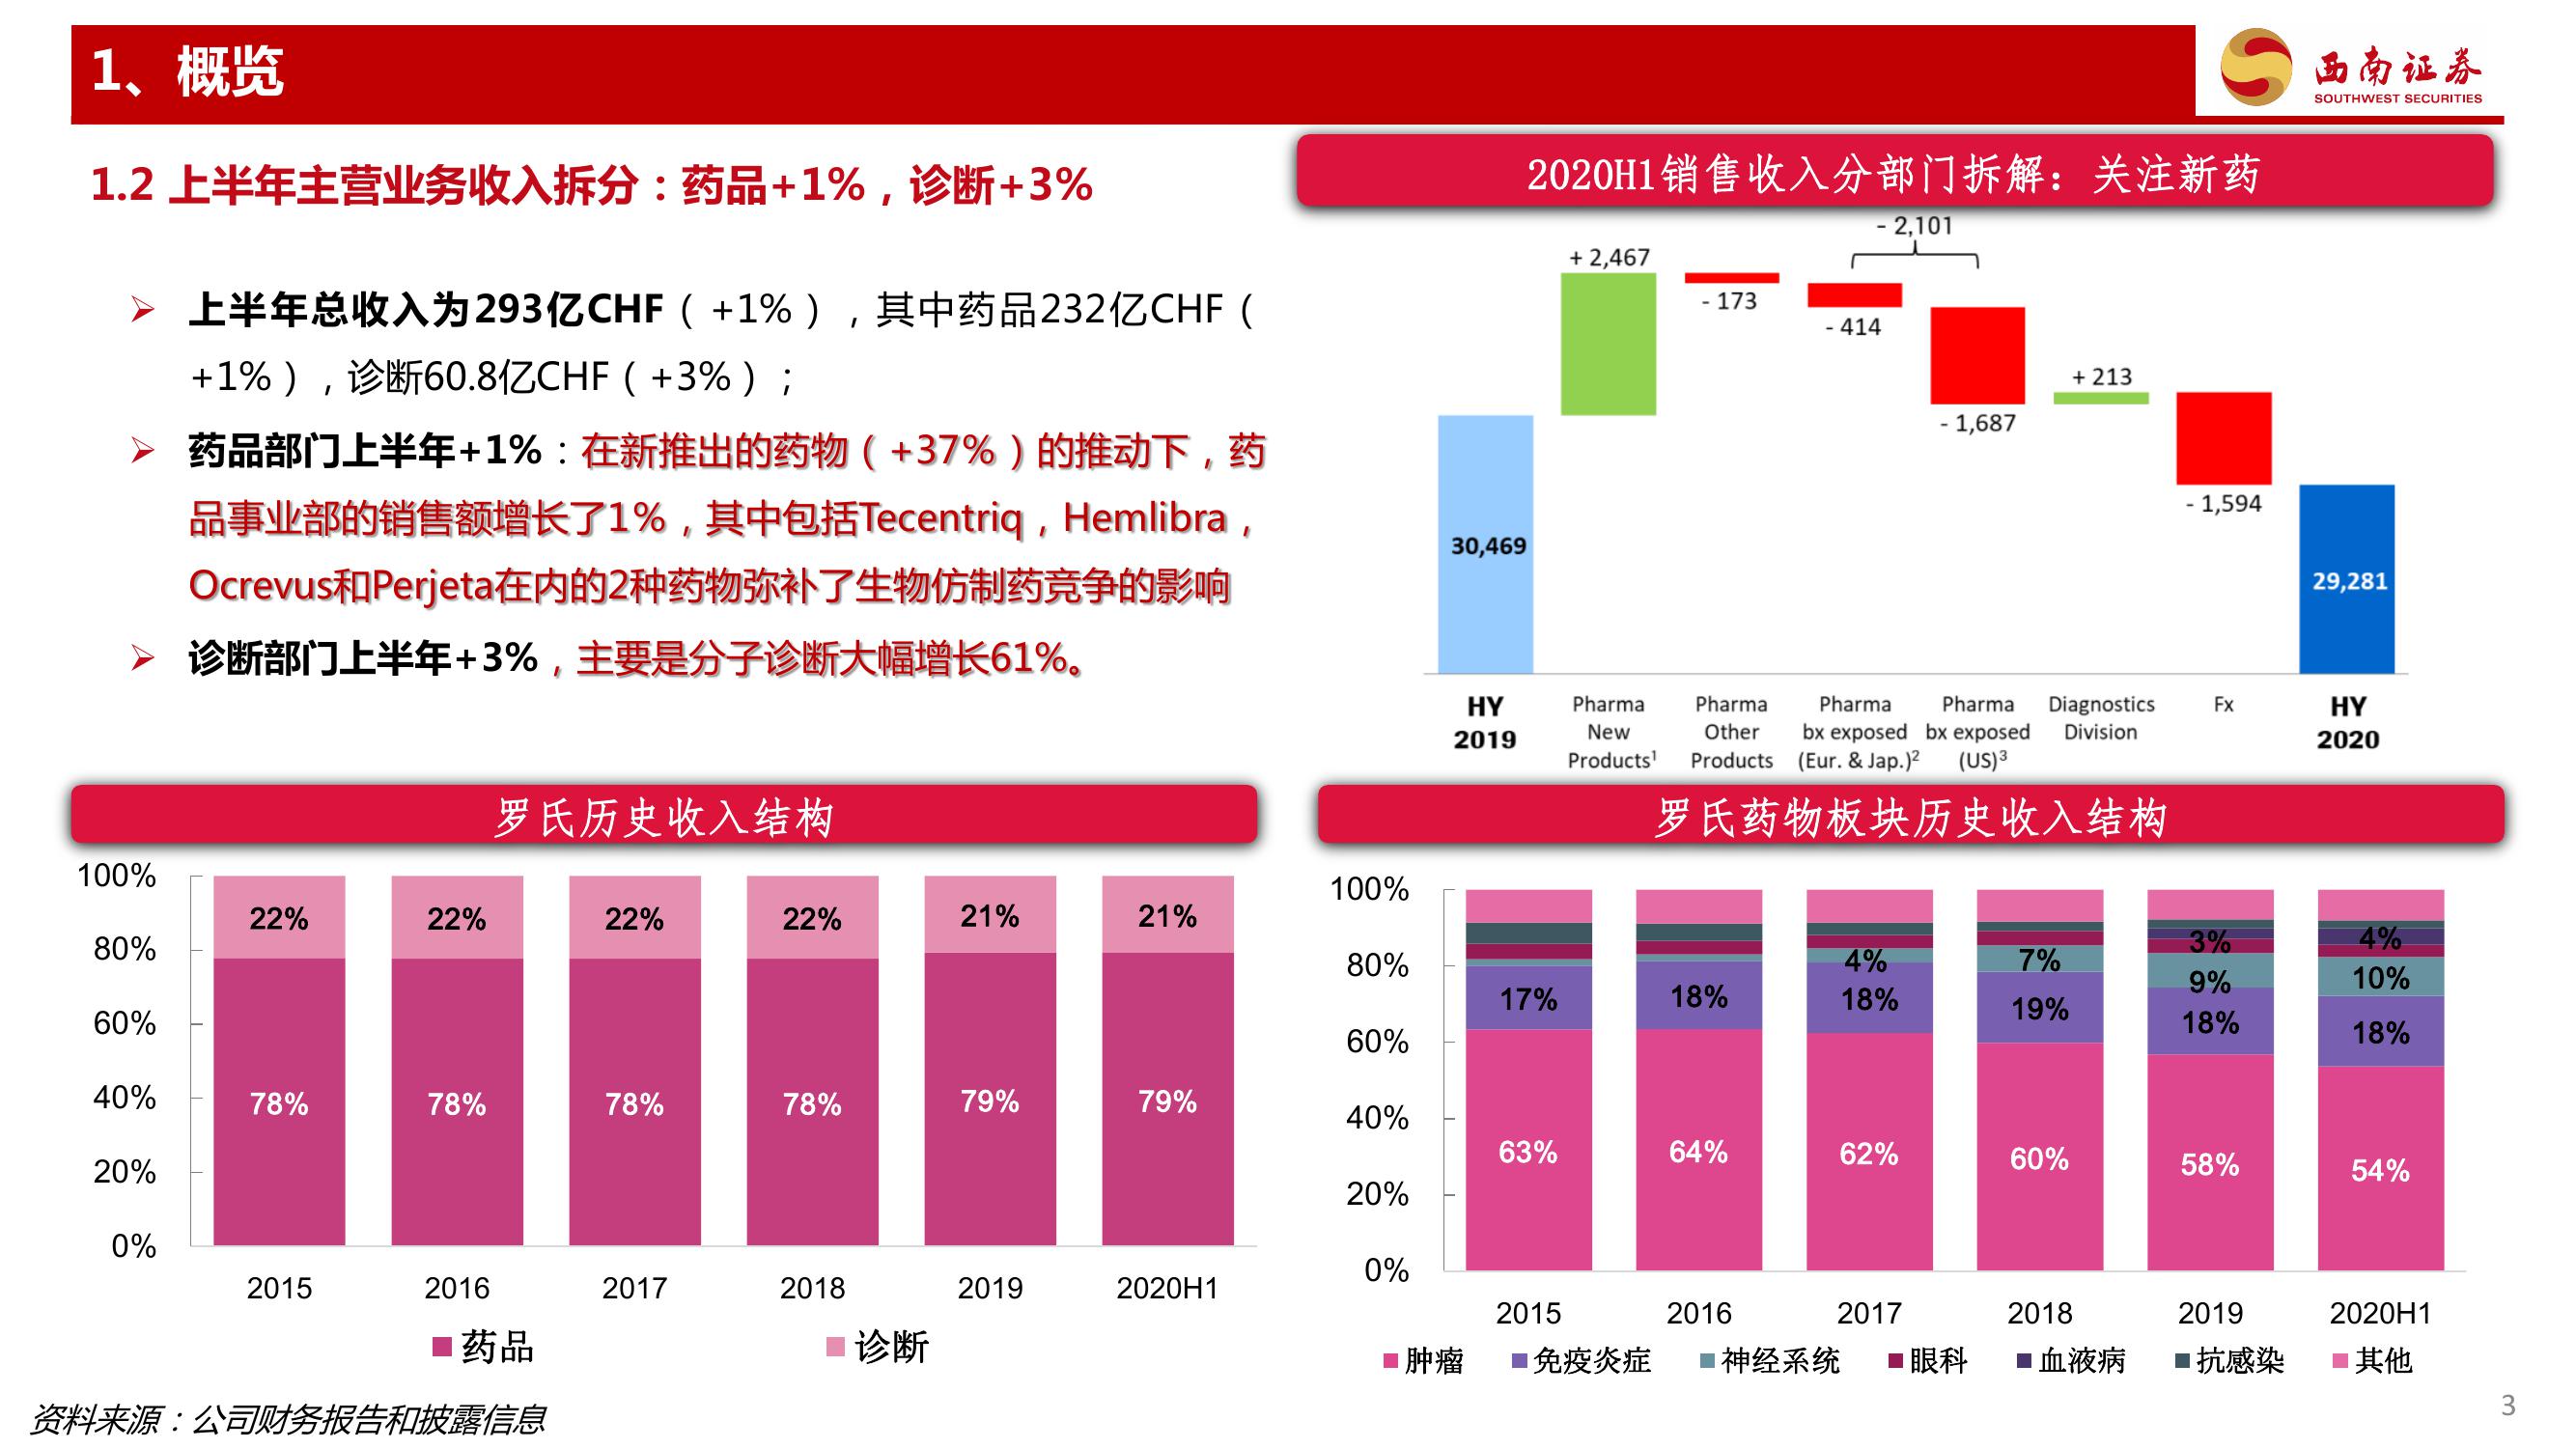 1、概览
西南证券
SOUTHWEST SECURITIES
1.2 上半年主营业务收入拆分：药品+1%，诊断+3%
上半年总收入为293亿CHF（+1%），其中药品232亿CHF（
+1%），诊断60.8亿CHF（+3%）；
药品部门上半年+1%：在新推出的药物（+37%）的推动下，药
品事业部的销售额增长了1%，其中包括Tecentriq，Hemlibra，
Ocrevus和Perjeta在内的2种药物弥补了生物仿制药竞争的影响
诊断部门上半年+3%，主要是分子诊断大幅增长61%。
2020H1销售收入分部门拆解：关注新药
- 2,101
+ 2,467
- 173
- 414
- 1,687
+ 213
- 1,594
30,469
29,281
HY
2019
Pharma
New
Products¹
Pharma
Other
Products
Pharma
bx exposed
(Eur. & Jap.)²
Pharma
bx exposed
(US)³
Diagnostics
Division
Fx
HY
2020
罗氏历史收入结构
100%
80%
60%
40%
20%
0%
22% 22% 22% 22% 21% 21%
78% 78% 78% 78% 79% 79%
2015 2016 2017 2018 2019 2020H1
药品 诊断
罗氏药物板块历史收入结构
100%
80%
60%
40%
20%
0%
3% 4%
4% 7% 9% 10%
17% 18% 18% 19% 18% 18%
63% 64% 62% 60% 58% 54%
2015 2016 2017 2018 2019 2020H1
肿瘤 免疫炎症 神经系统 眼科 血液病 抗感染 其他
资料来源：公司财务报告和披露信息
3